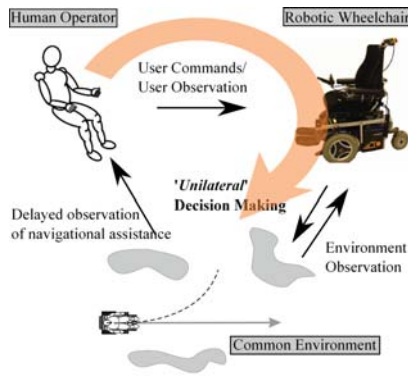 Human Operator
Robotic Wheelchair
User Commands/
User Observation
'Unilateral'
Decision Making
Delayed observation
of navigational assistance
Environment
Observation
Common Environment